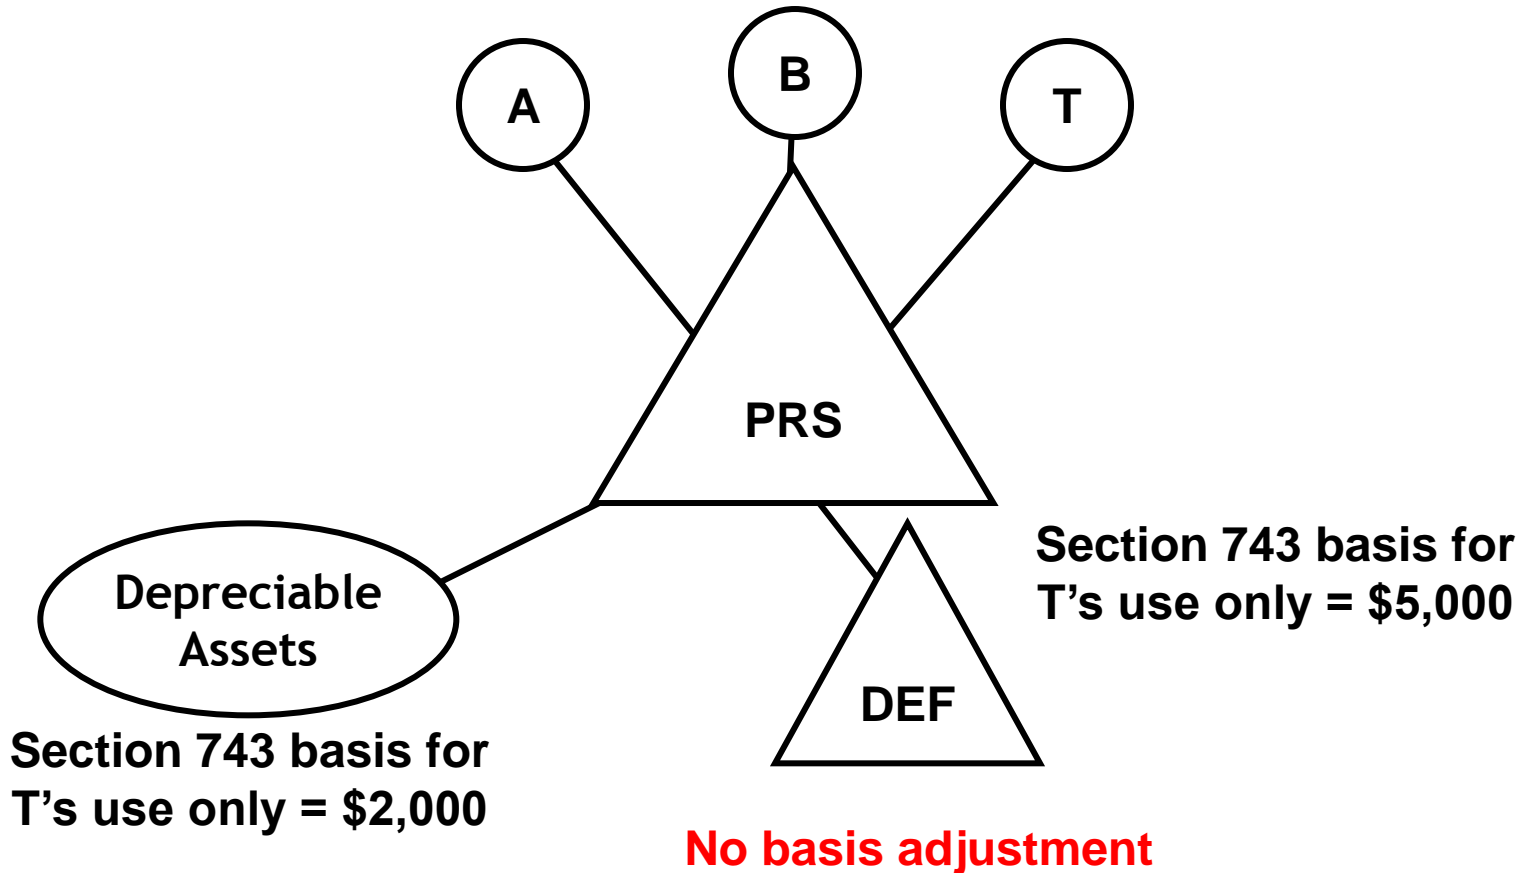 A
B
T
PRS
Depreciable
Assets
Section 743 basis for
T’s use only = $5,000
DEF
Section 743 basis for
T’s use only = $2,000
No basis adjustment